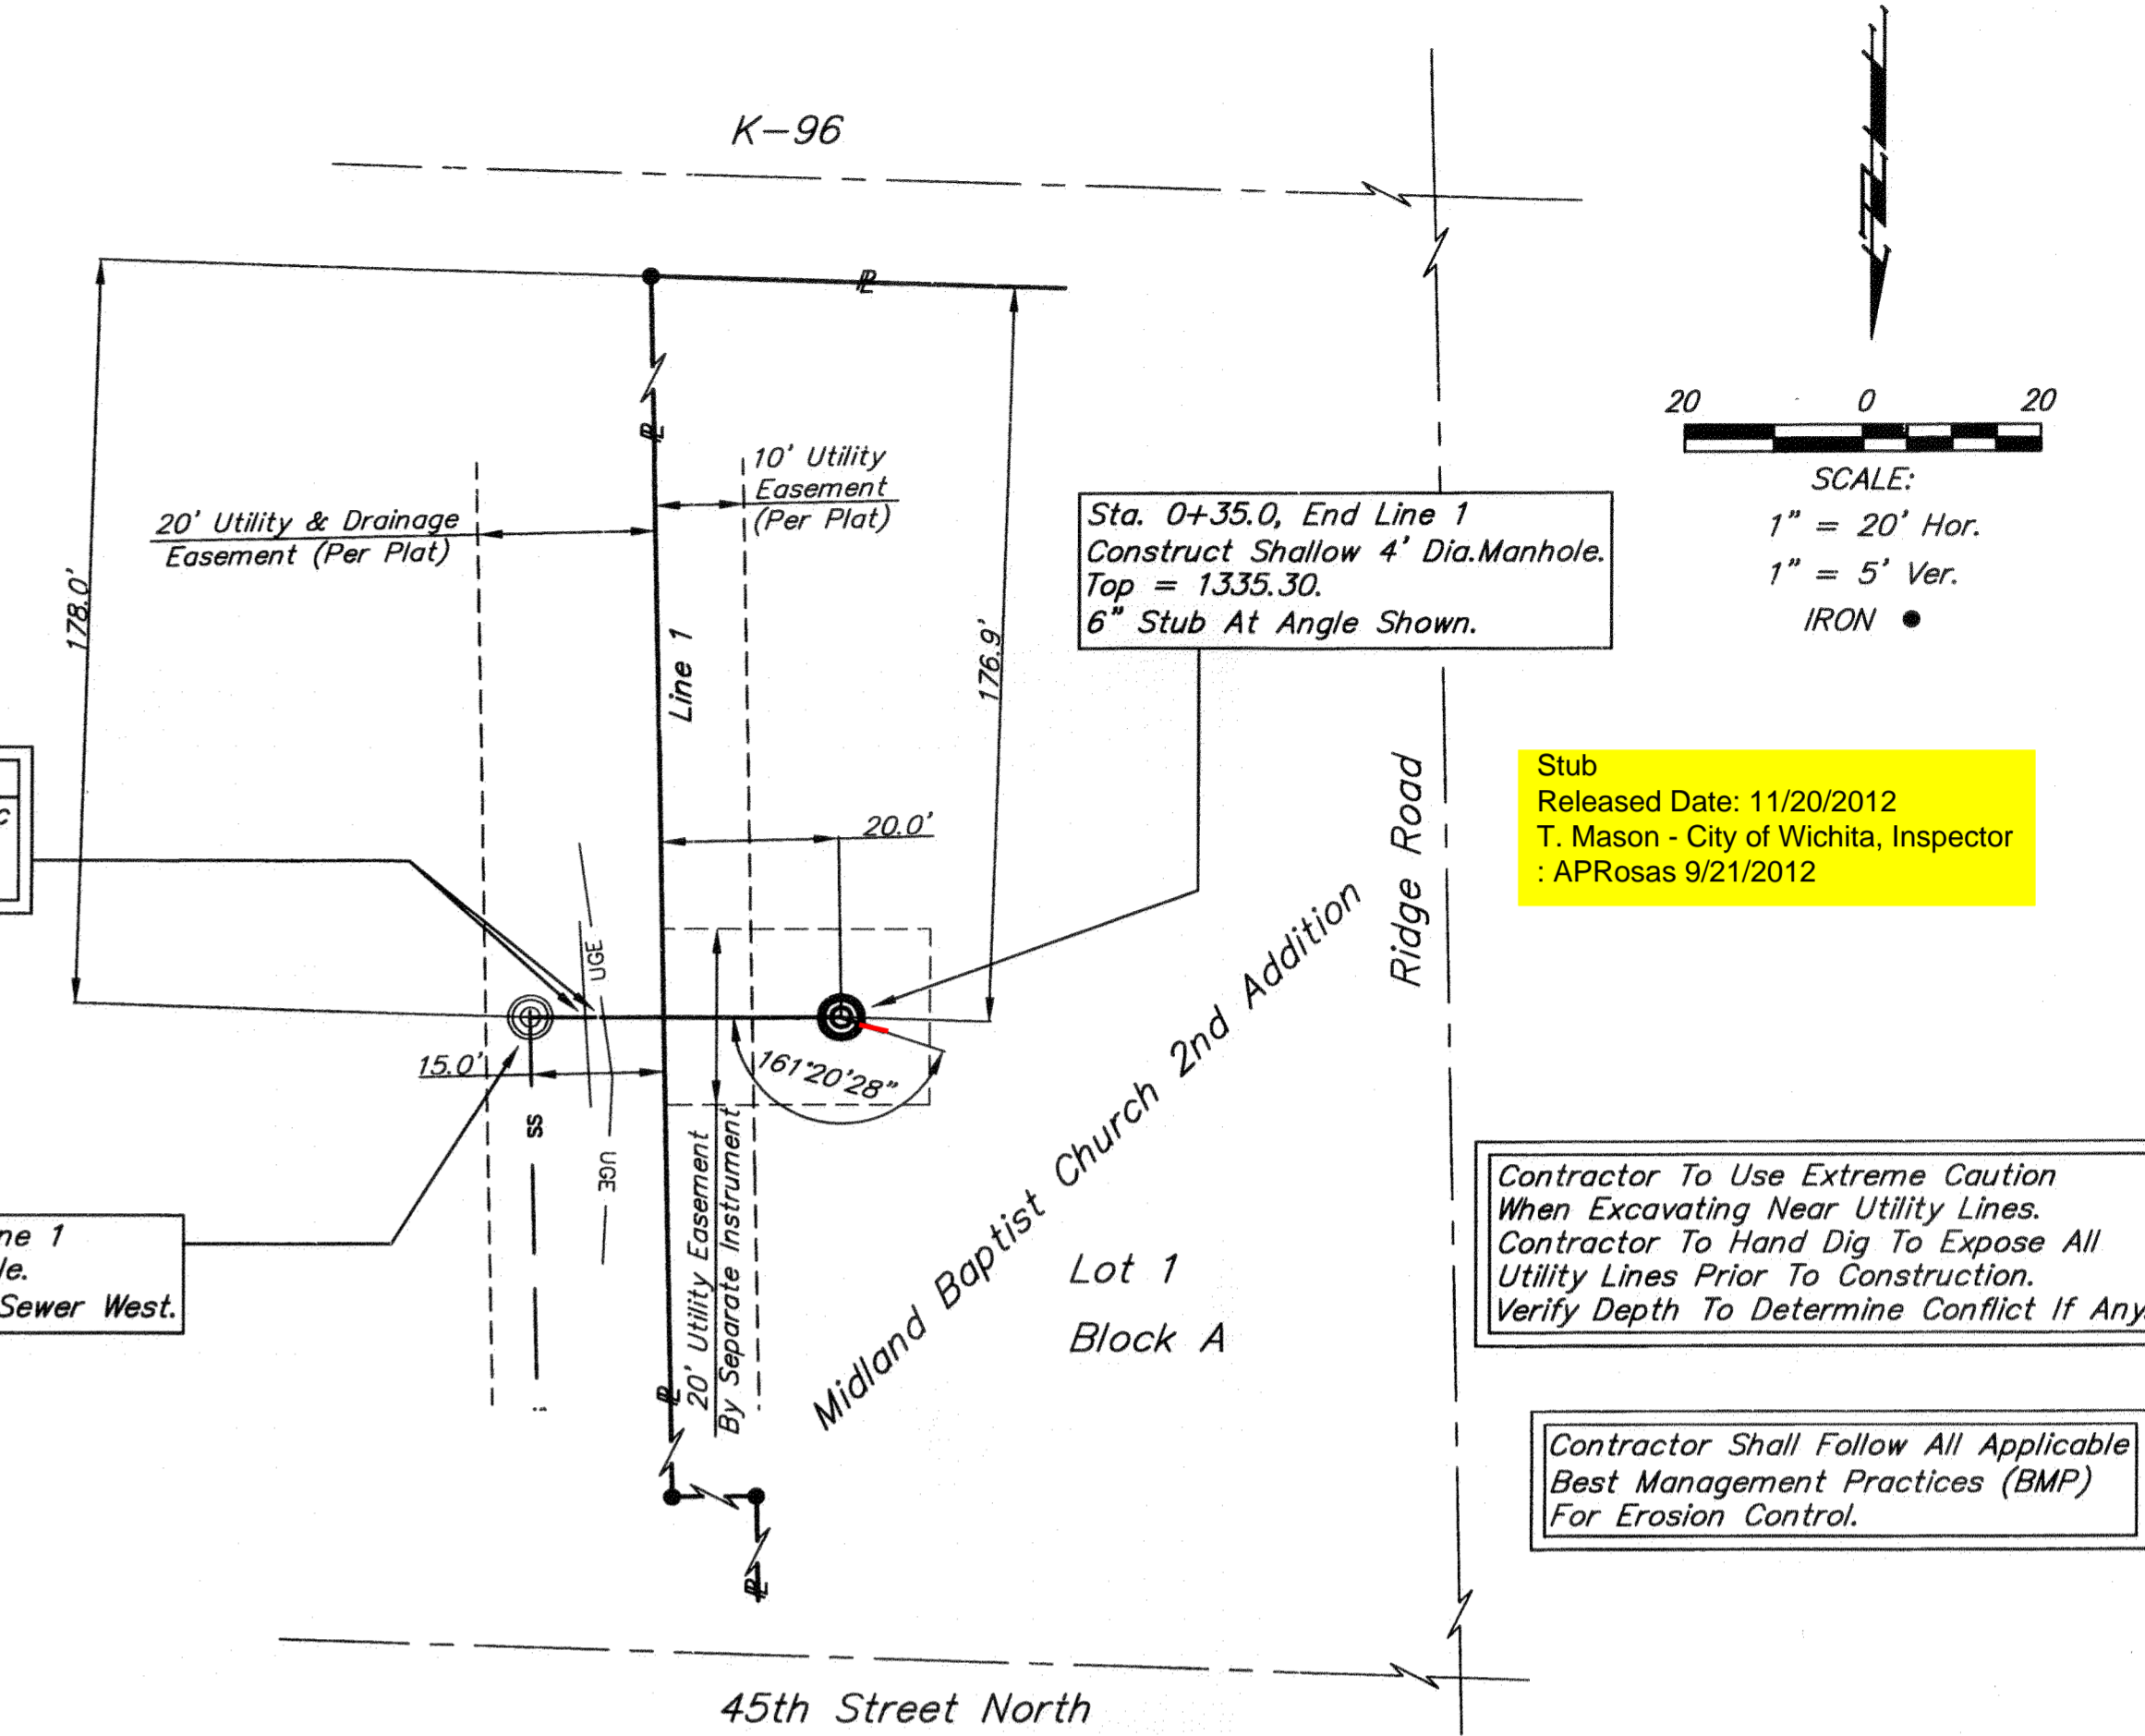 K-96
20 0 20
SCALE:
1" = 20' Hor.
1" = 5' Ver.
IRON
PL
PL
10' Utility
Easement
(Per Plat)
20' Utility & Drainage
Easement (Per Plat)
Sta. 0+35.0, End Line 1
Construct Shallow 4' Dia.Manhole.
Top = 1335.30.
6" Stub At Angle Shown.
178.0'
Line 1
176.9'
Stub
Released Date: 11/20/2012
T. Mason - City of Wichita, Inspector
: APRosas 9/21/2012
Ridge Road
20.0'
UGE
15.0'
161°20'28"
SS
UGE
20' Utility Easement
By Separate Instrument
Midland Baptist Church 2nd Addition
ne 1
le.
Sewer West.
Lot 1
Block A
Contractor To Use Extreme Caution
When Excavating Near Utility Lines.
Contractor To Hand Dig To Expose All
Utility Lines Prior To Construction.
Verify Depth To Determine Conflict If Any.
PL
Contractor Shall Follow All Applicable
Best Management Practices (BMP)
For Erosion Control.
PL
45th Street North